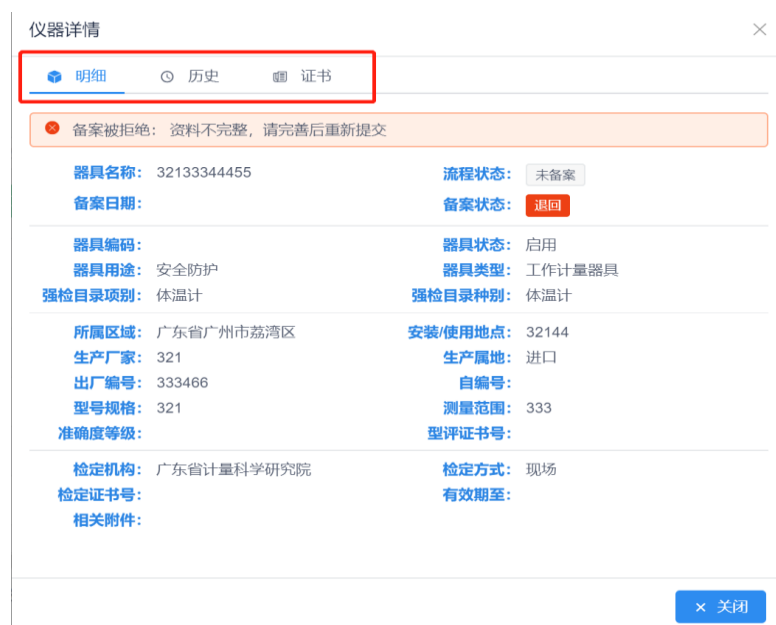 仪器详情
明细 历史 证书
备案被拒绝： 资料不完整，请完善后重新提交
器具名称： 32133344455 流程状态： 未备案
备案日期： 备案状态： 退回
器具编码： 器具状态： 启用
器具用途： 安全防护 器具类型： 工作计量器具
强检目录项别： 体温计 强检目录种别： 体温计
所属区域： 广东省广州市荔湾区 安装/使用地点： 32144
生产厂家： 321 生产属地： 进口
出厂编号： 333466 自编号：
型号规格： 321 测量范围： 333
准确度等级： 型评证书号：
检定机构： 广东省计量科学研究院 检定方式： 现场
检定证书号： 有效期至：
相关附件：
× 关闭